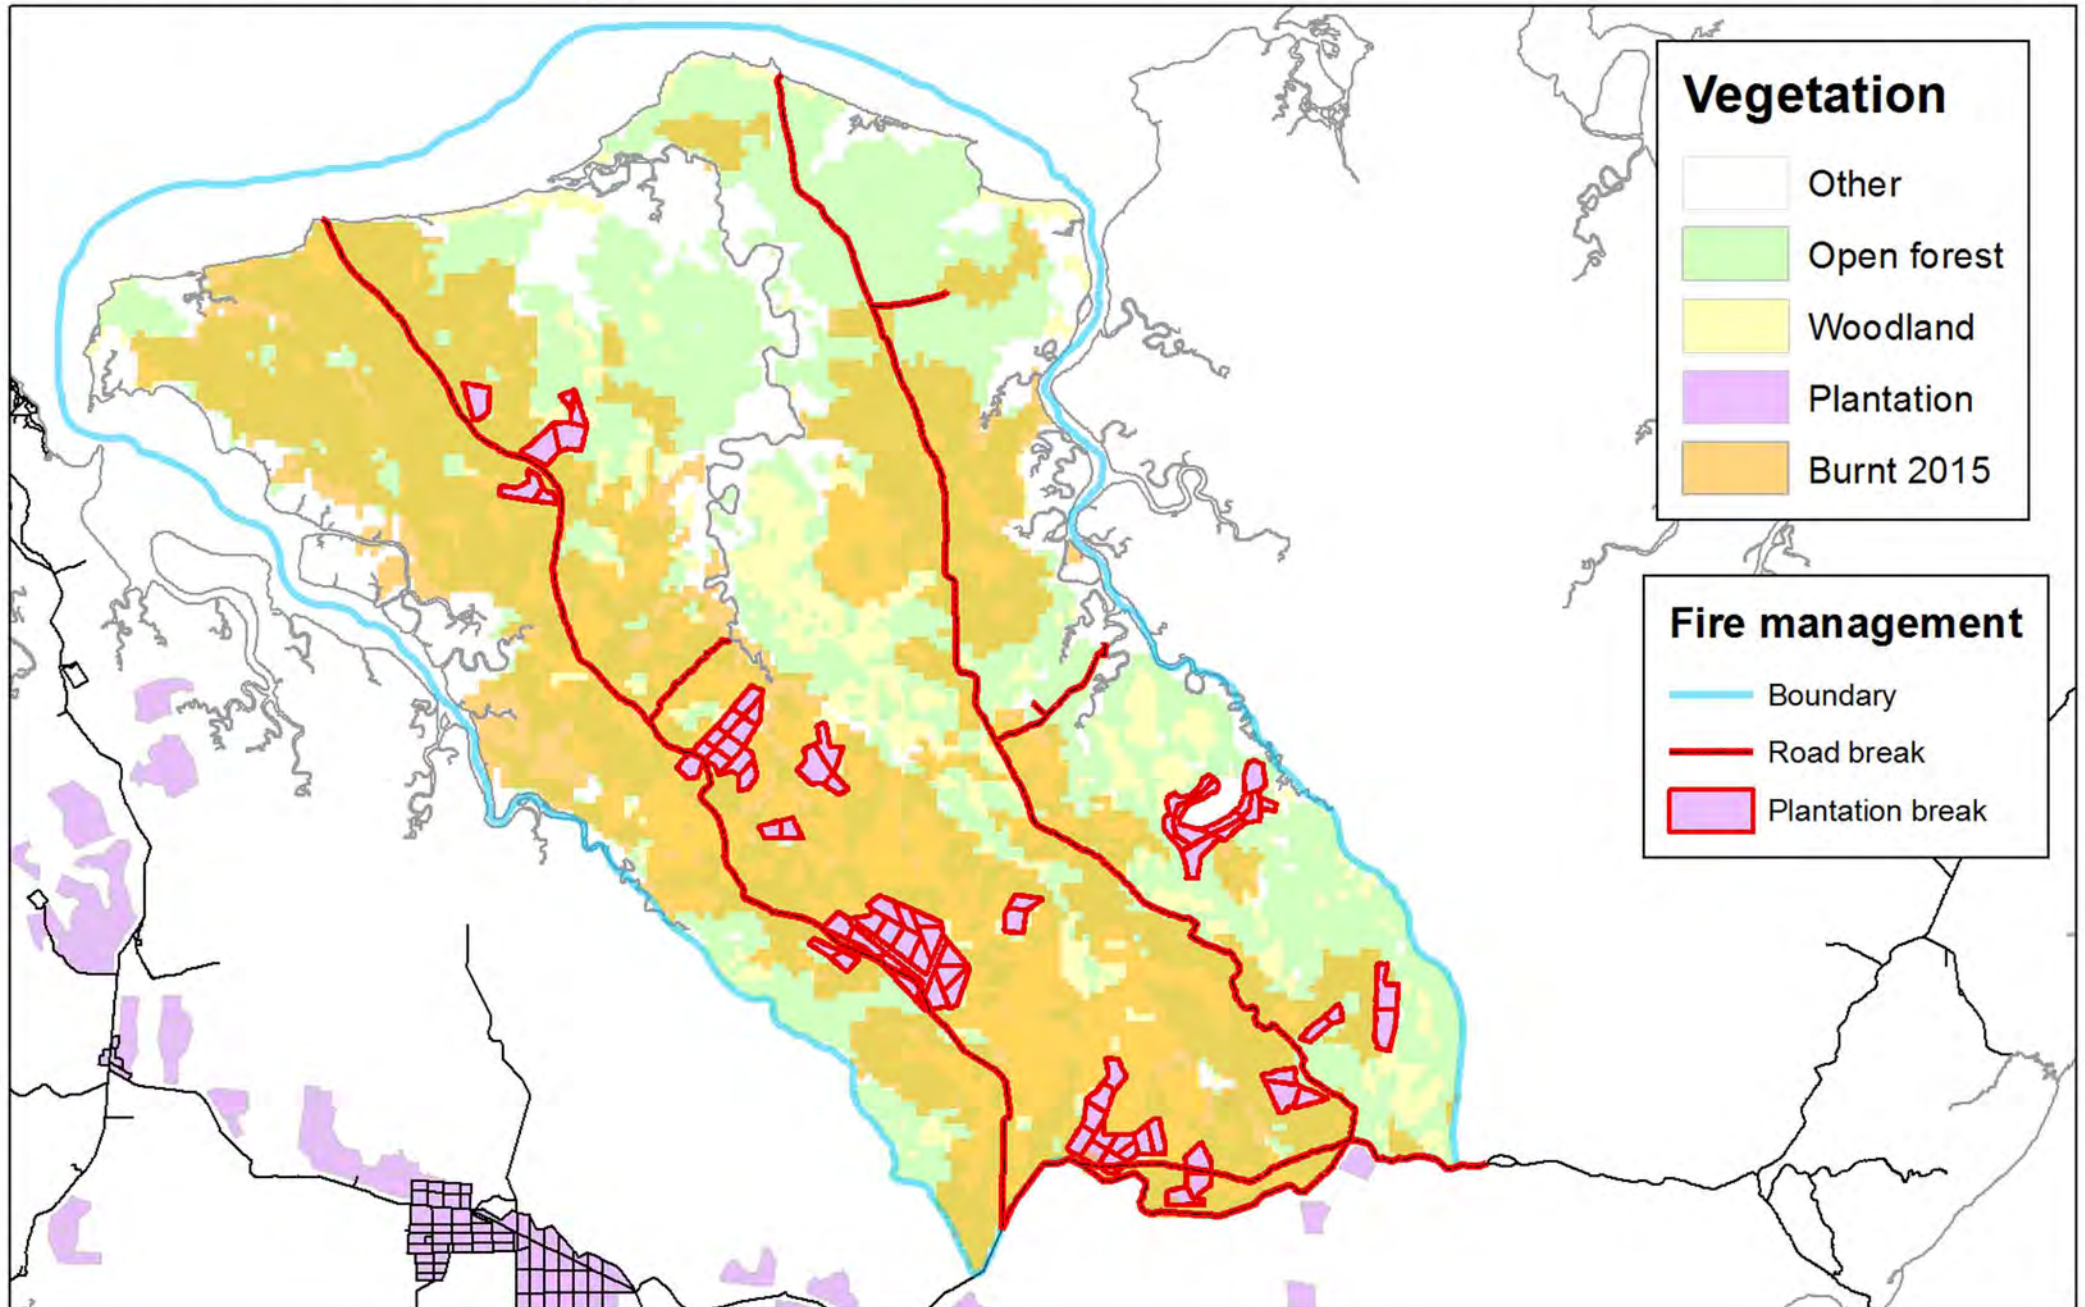 Vegetation
Other
Open forest
Woodland
Plantation
Burnt 2015
Fire management
Boundary
Road break
Plantation break